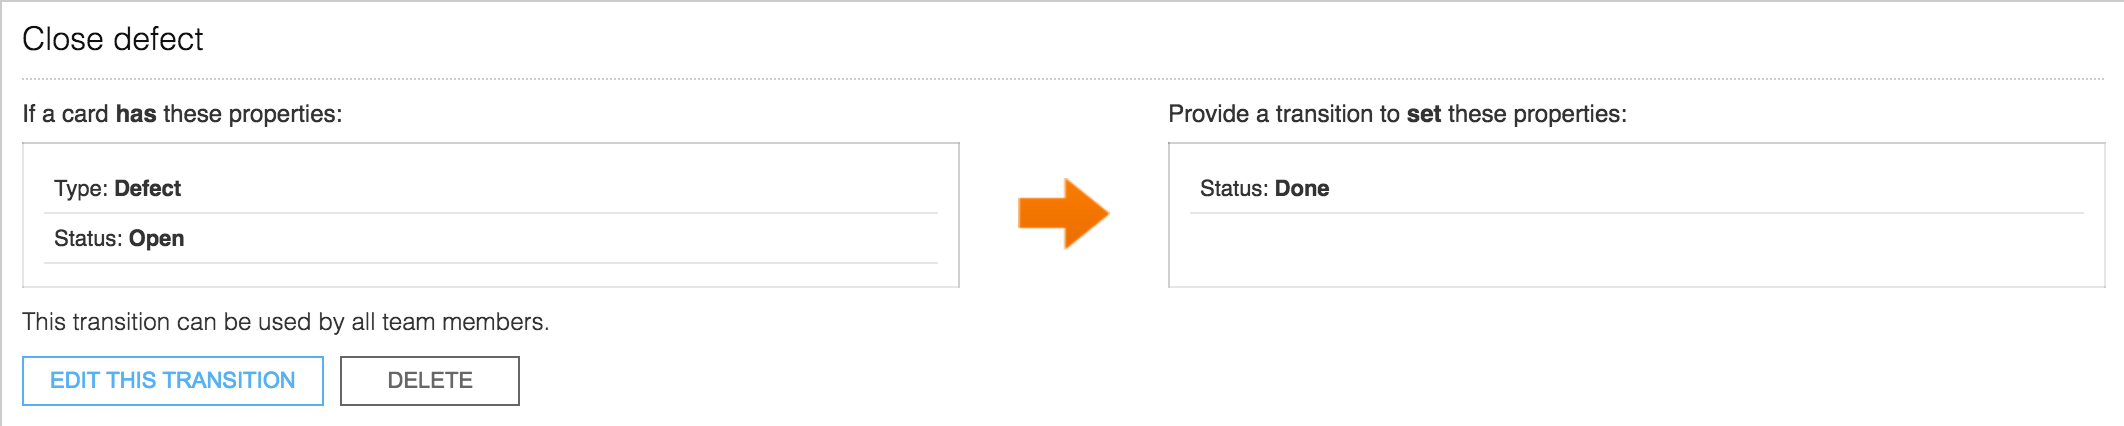 Close defect
If a card has these properties:
Provide a transition to set these properties:
Type: Defect
Status: Open
Status: Done
This transition can be used by all team members.
EDIT THIS TRANSITION
DELETE